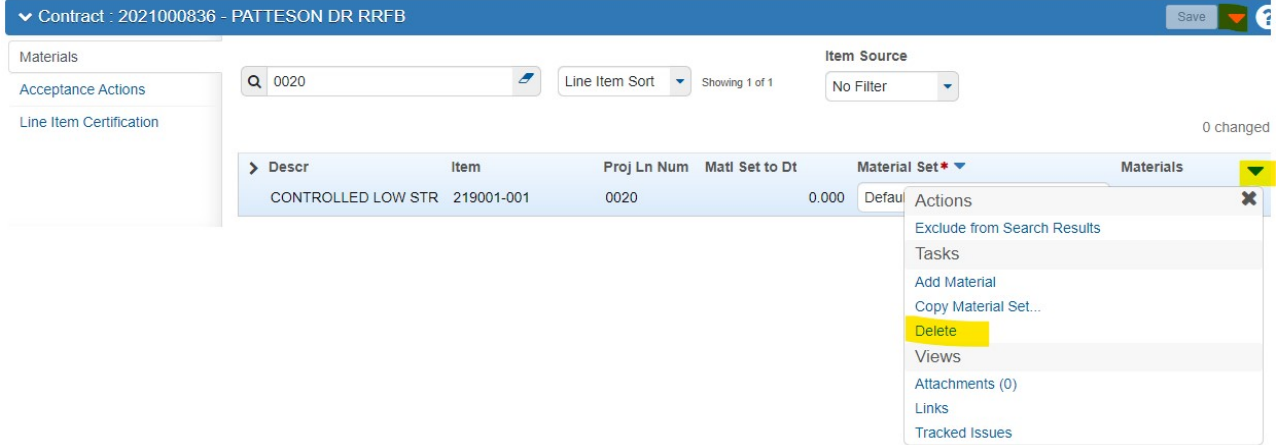 Contract : 2021000836 - PATTESON DR RRFB
Save
?
Materials
Acceptance Actions
Line Item Certification
Item Source
0020
Line Item Sort
Showing 1 of 1
No Filter
0 changed
Descr Item Proj Ln Num Matl Set to Dt Material Set* Materials
CONTROLLED LOW STR 219001-001 0020 0.000 Defaul
Actions
Exclude from Search Results
Tasks
Add Material
Copy Material Set...
Delete
Views
Attachments (0)
Links
Tracked Issues